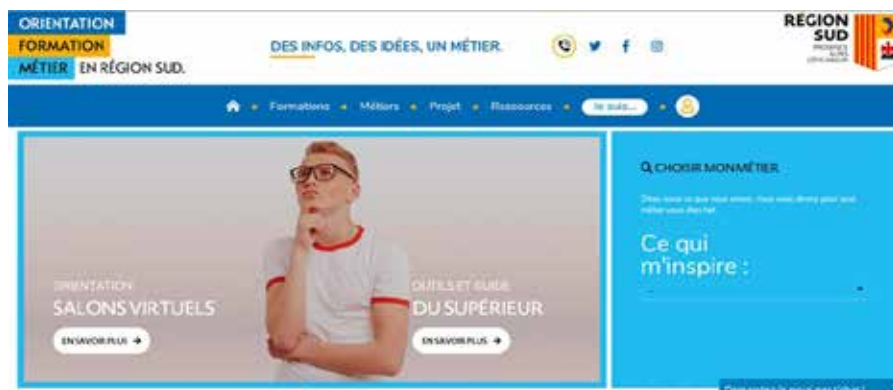 ORIENTATION
FORMATION
MÉTIER EN RÉGION SUD.
DES INFOS, DES IDÉES, UN MÉTIER.
RÉGION
SUD
Formations
Métiers
Projet
Ressources
Je suis...
CHOISIR MON MÉTIER
Ce qui
m'inspire :
ORIENTATION
SALONS VIRTUELS
EN SAVOIR PLUS →
OUTILS ET GUIDE
DU SUPÉRIEUR
EN SAVOIR PLUS →